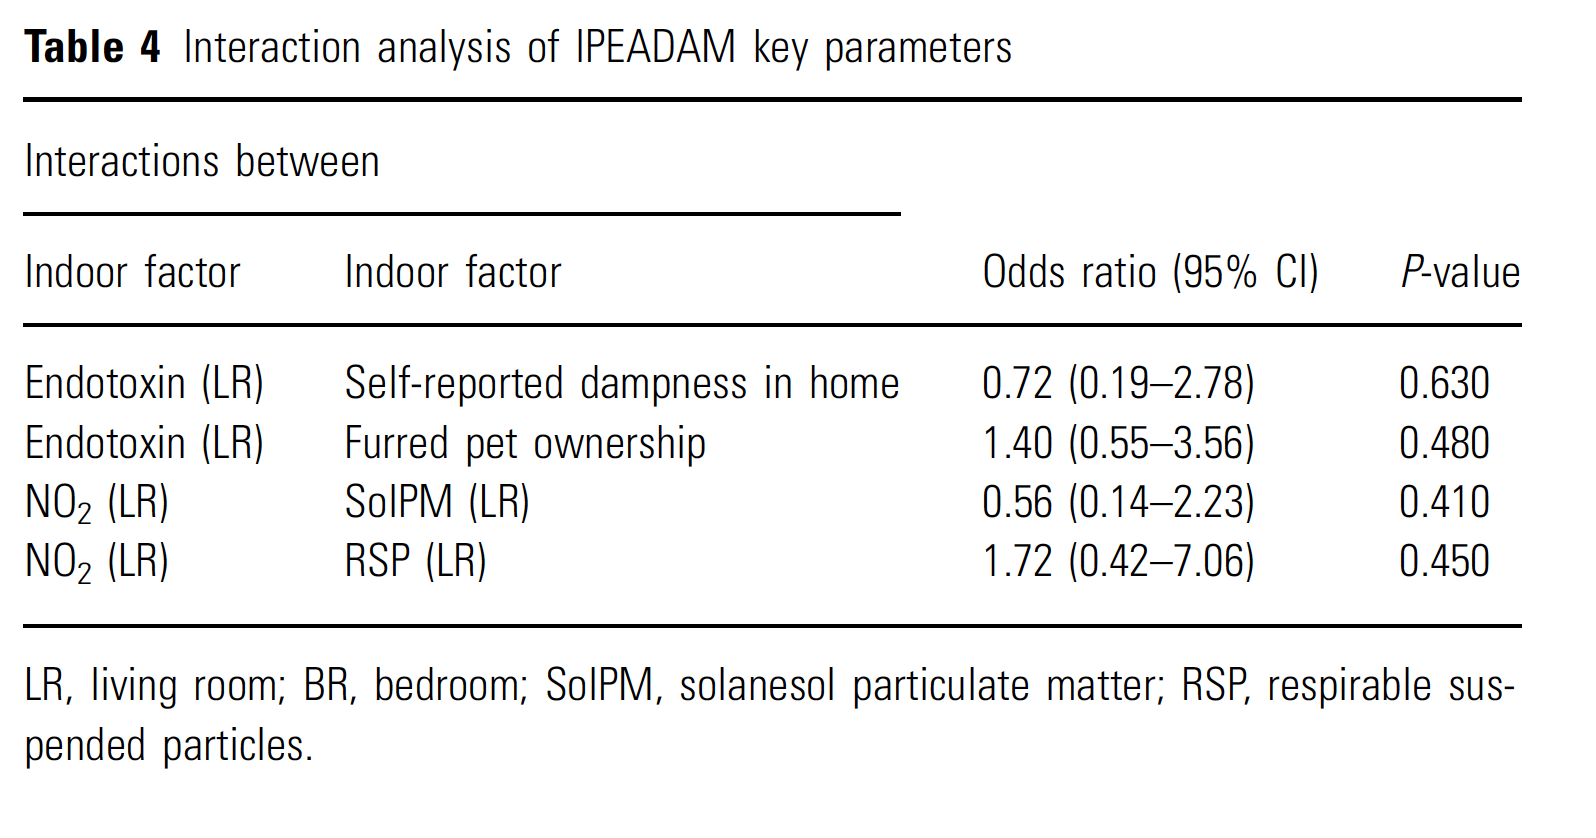 Table 4 Interaction analysis of IPEADAM key parameters
Interactions between
Indoor factor Indoor factor Odds ratio (95% CI) P-value
Endotoxin (LR) Self-reported dampness in home 0.72 (0.19–2.78) 0.630
Endotoxin (LR) Furred pet ownership 1.40 (0.55–3.56) 0.480
NO₂ (LR) SolPM (LR) 0.56 (0.14–2.23) 0.410
NO₂ (LR) RSP (LR) 1.72 (0.42–7.06) 0.450
LR, living room; BR, bedroom; SolPM, solanesol particulate matter; RSP, respirable sus-
pended particles.